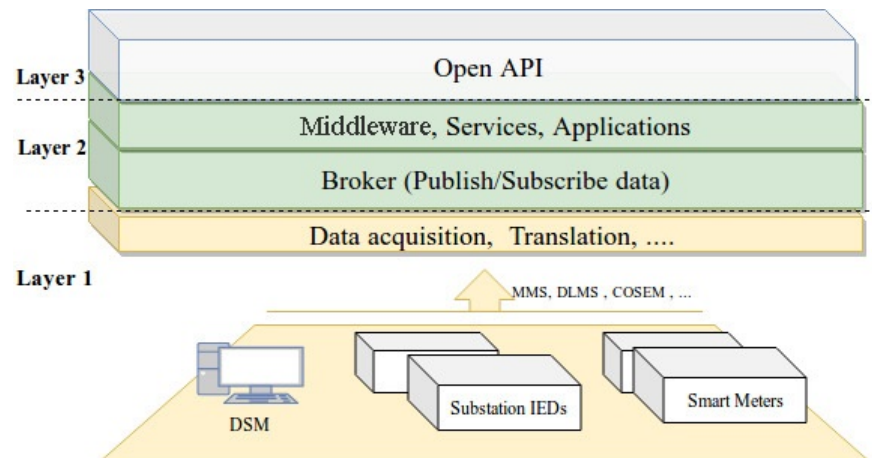 Open API
Layer 3
Middleware, Services, Applications
Layer 2
Broker (Publish/Subscribe data)
Data acquisition, Translation, ....
Layer 1
MMS, DLMS , COSEM , ...
DSM
Substation IEDs
Smart Meters